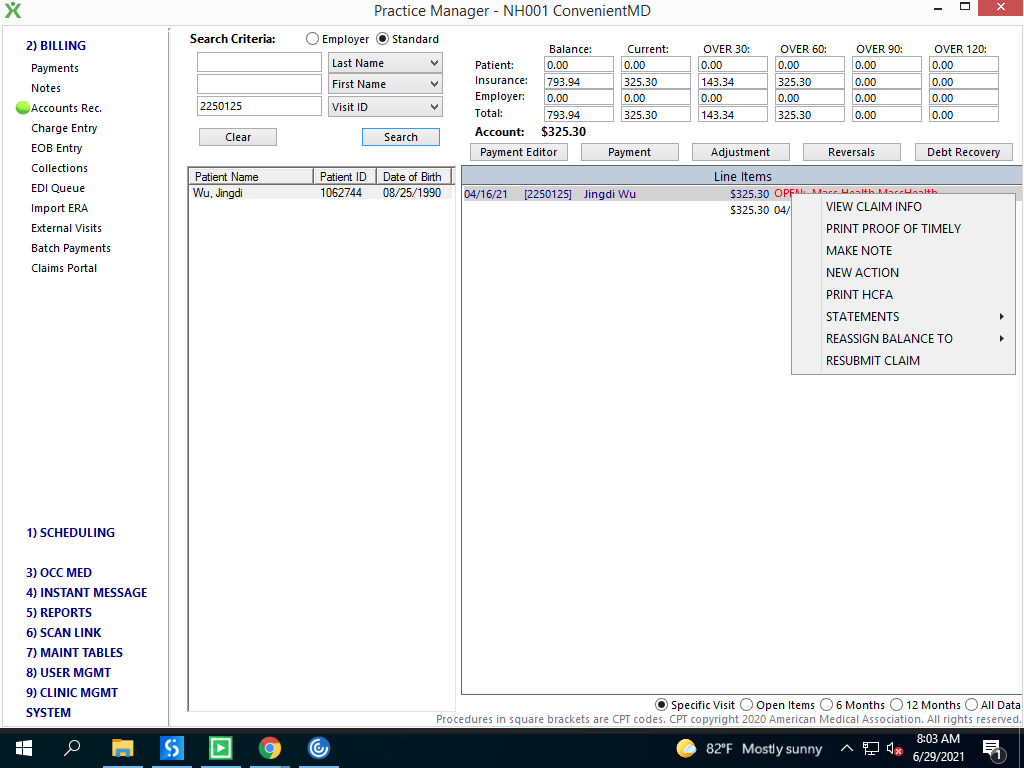 Practice Manager - NH001 ConvenientMD
2) BILLING
Payments
Notes
Accounts Rec.
Charge Entry
EOB Entry
Collections
EDI Queue
Import ERA
External Visits
Batch Payments
Claims Portal
1) SCHEDULING
3) OCC MED
4) INSTANT MESSAGE
5) REPORTS
6) SCAN LINK
7) MAINT TABLES
8) USER MGMT
9) CLINIC MGMT
SYSTEM
Search Criteria: Employer Standard
Last Name
First Name
2250125 Visit ID
Clear Search
Balance: Current: OVER 30: OVER 60: OVER 90: OVER 120:
Patient: 0.00 0.00 0.00 0.00 0.00 0.00
Insurance: 793.94 325.30 143.34 325.30 0.00 0.00
Employer: 0.00 0.00 0.00 0.00 0.00 0.00
Total: 793.94 325.30 143.34 325.30 0.00 0.00
Account: $325.30
Payment Editor Payment Adjustment Reversals Debt Recovery
Patient Name Patient ID Date of Birth
Wu, Jingdi 1062744 08/25/1990
Line Items
04/16/21 [2250125] Jingdi Wu $325.30 OPEN: Mass Health MassHealth
$325.30 04/
VIEW CLAIM INFO
PRINT PROOF OF TIMELY
MAKE NOTE
NEW ACTION
PRINT HCFA
STATEMENTS
REASSIGN BALANCE TO
RESUBMIT CLAIM
Specific Visit Open Items 6 Months 12 Months All Data
Procedures in square brackets are CPT codes. CPT copyright 2020 American Medical Association. All rights reserved.
82°F Mostly sunny
8:03 AM
6/29/2021
1